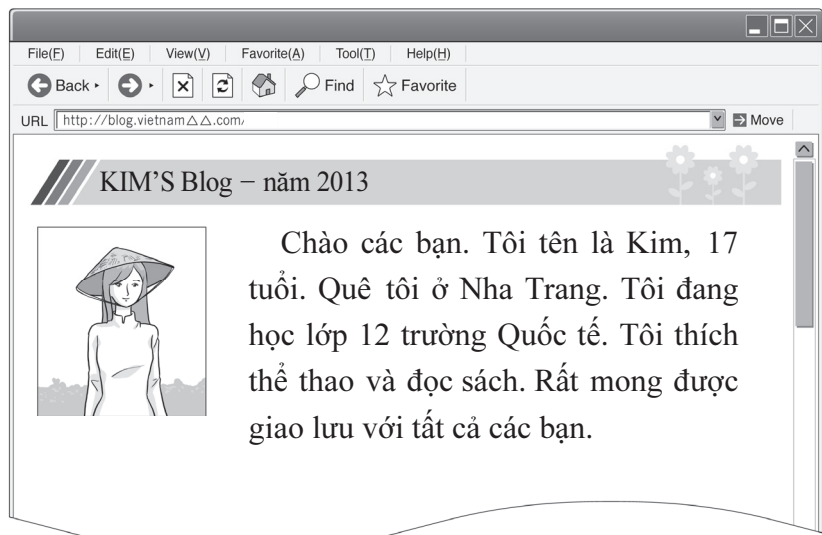 File(F) Edit(E) View(V) Favorite(A) Tool(T) Help(H)
Back Find Favorite
URL http://blog.vietnam△△.com/ Move
KIM’S Blog − năm 2013
Chào các bạn. Tôi tên là Kim, 17
tuổi. Quê tôi ở Nha Trang. Tôi đang
học lớp 12 trường Quốc tế. Tôi thích
thể thao và đọc sách. Rất mong được
giao lưu với tất cả các bạn.